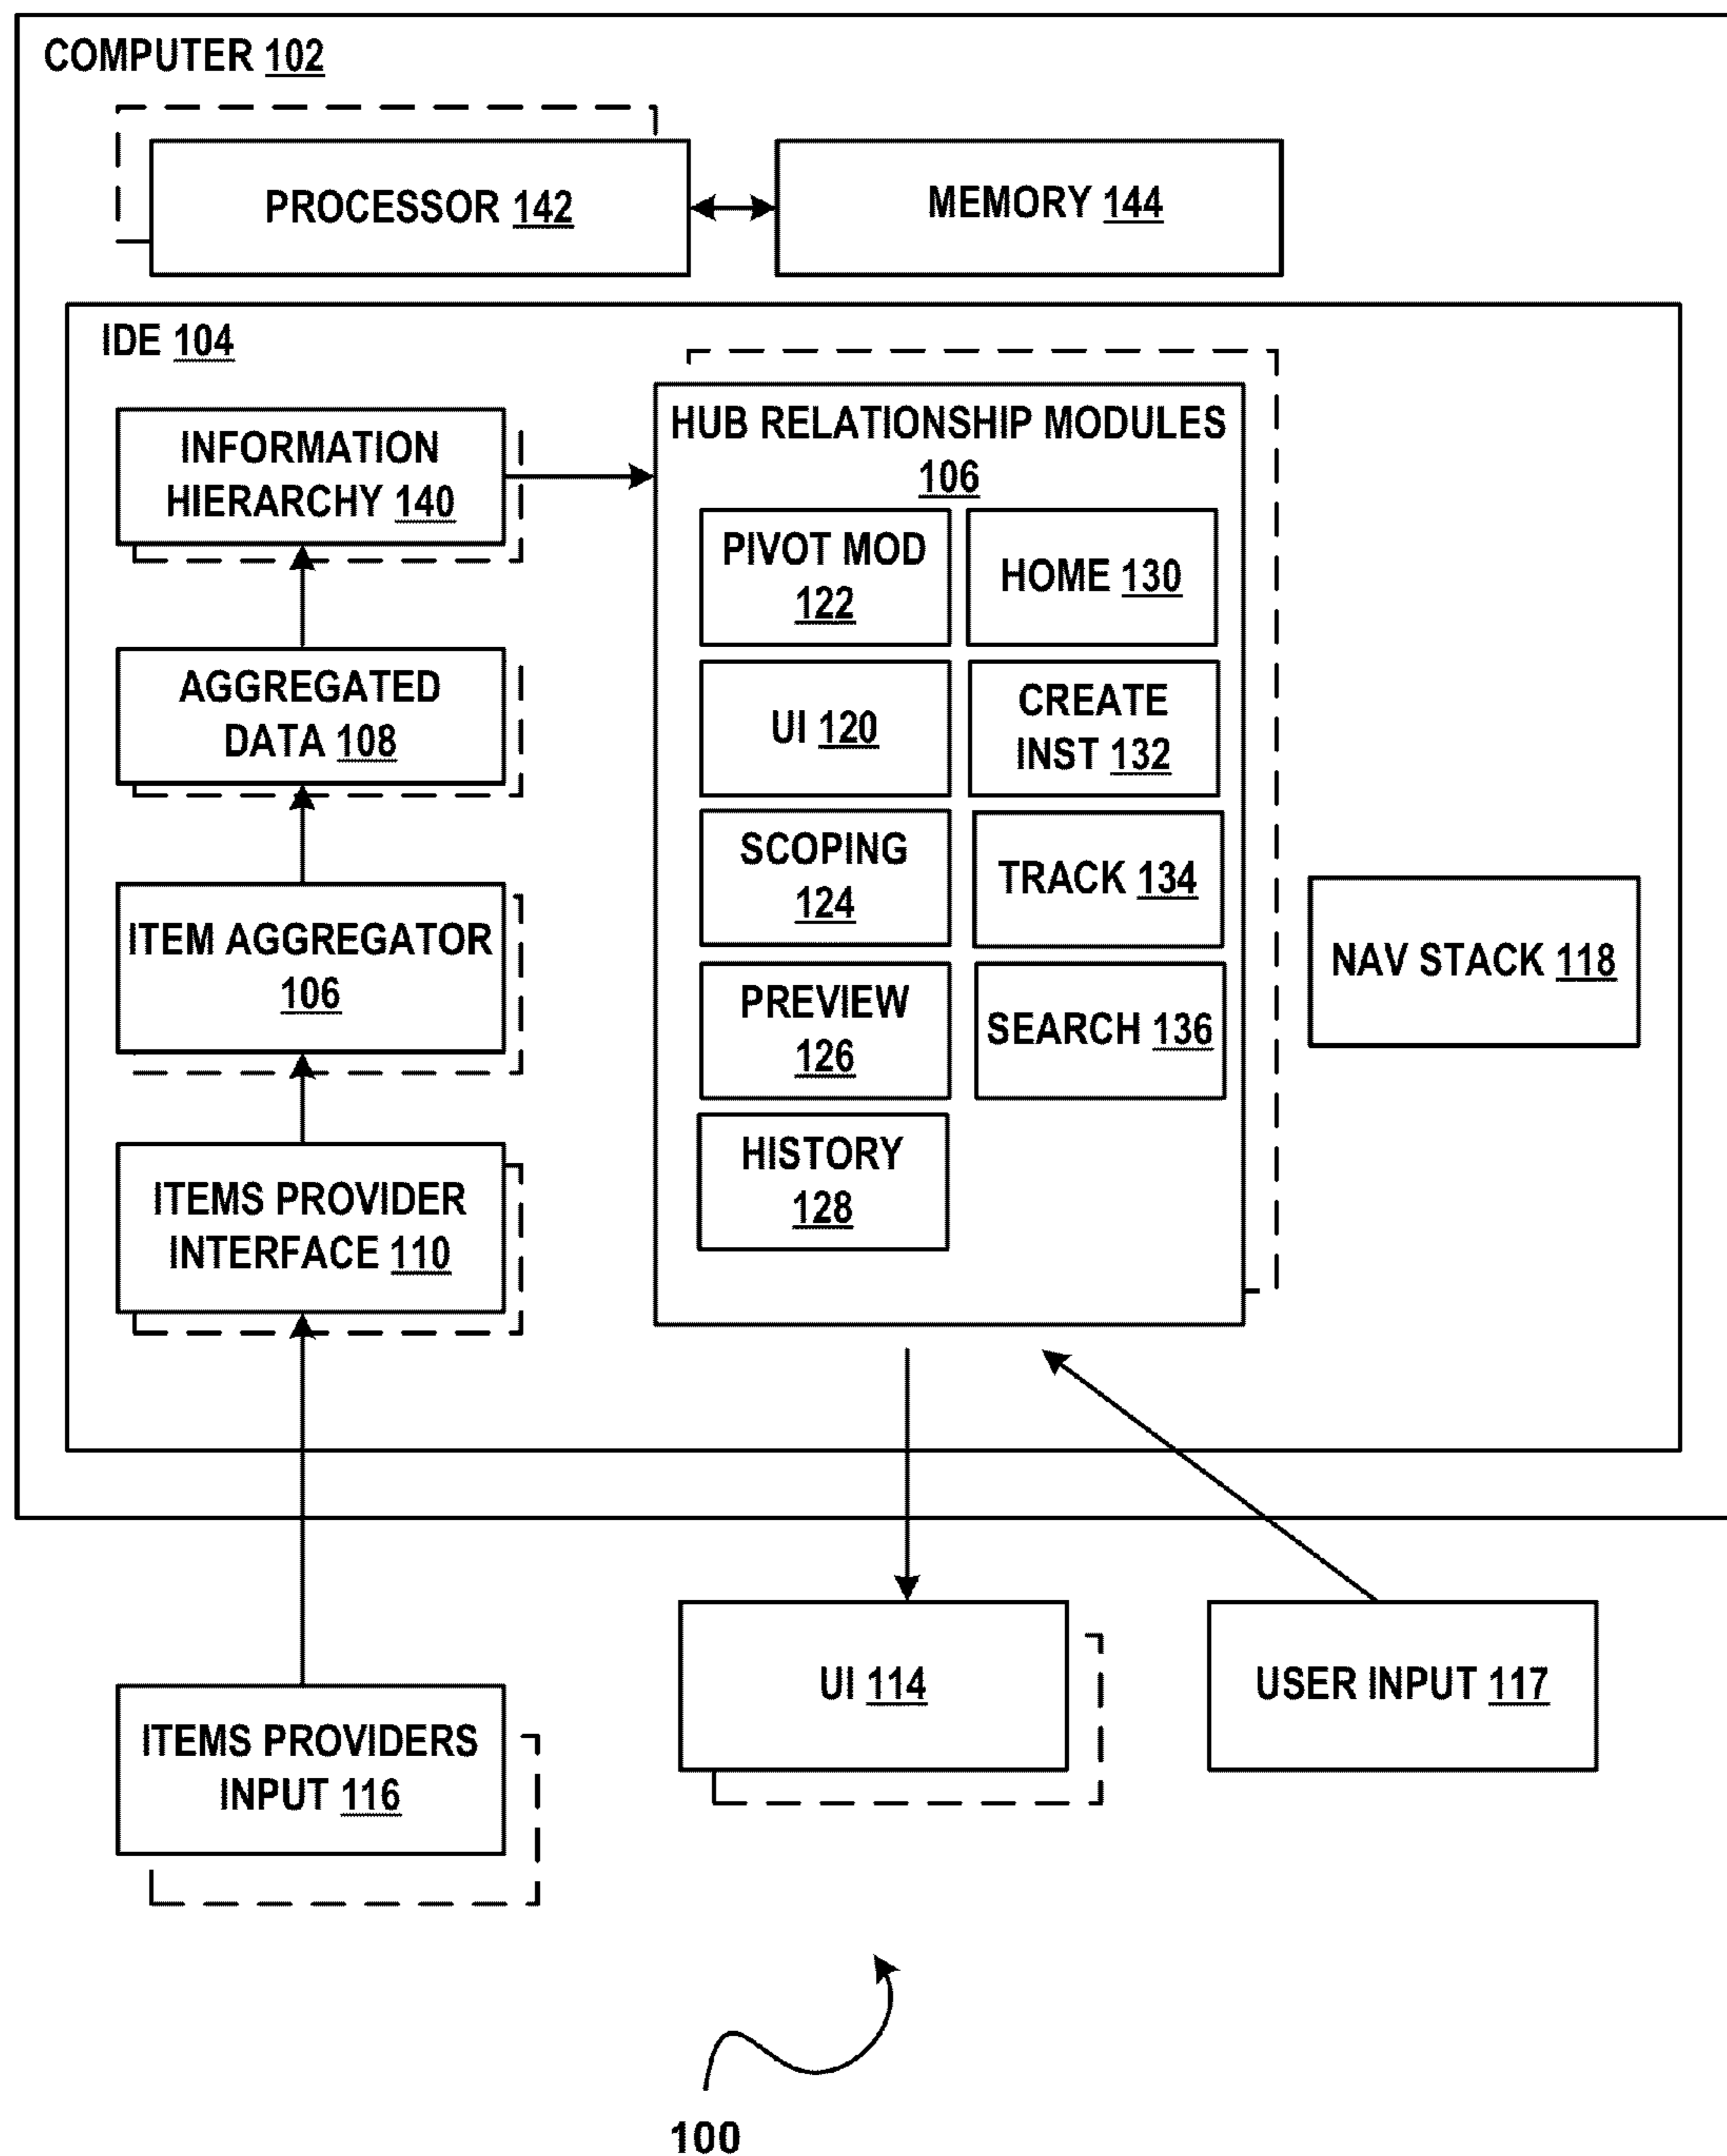 COMPUTER 102
PROCESSOR 142
MEMORY 144
IDE 104
INFORMATION
HIERARCHY 140
AGGREGATED
DATA 108
ITEM AGGREGATOR
106
ITEMS PROVIDER
INTERFACE 110
HUB RELATIONSHIP MODULES
106
PIVOT MOD
122
HOME 130
UI 120
CREATE
INST 132
SCOPING
124
TRACK 134
PREVIEW
126
SEARCH 136
HISTORY
128
NAV STACK 118
ITEMS PROVIDERS
INPUT 116
UI 114
USER INPUT 117
100